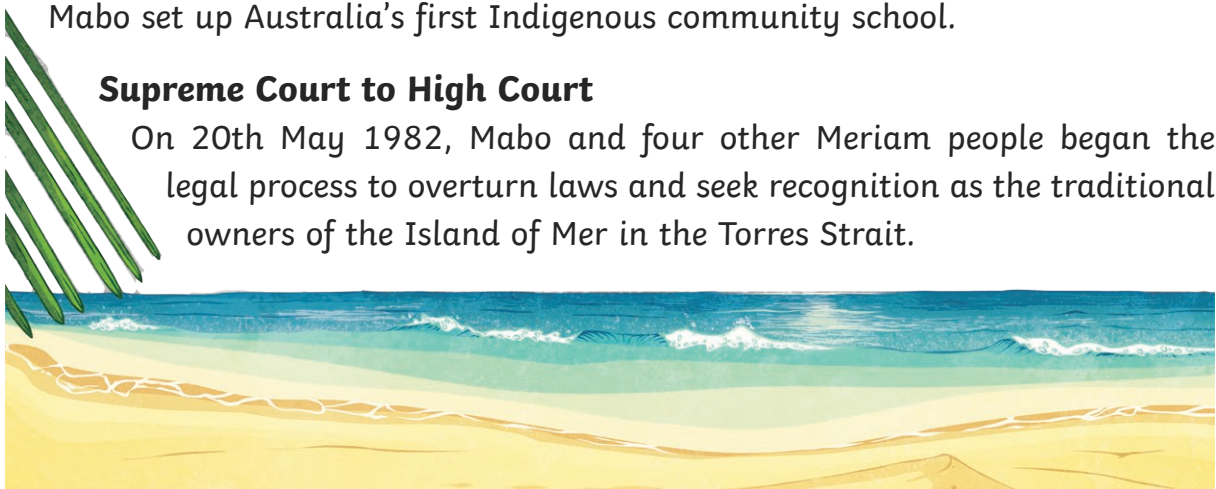 Mabo set up Australia's first Indigenous community school.
Supreme Court to High Court
On 20th May 1982, Mabo and four other Meriam people began the
legal process to overturn laws and seek recognition as the traditional
owners of the Island of Mer in the Torres Strait.